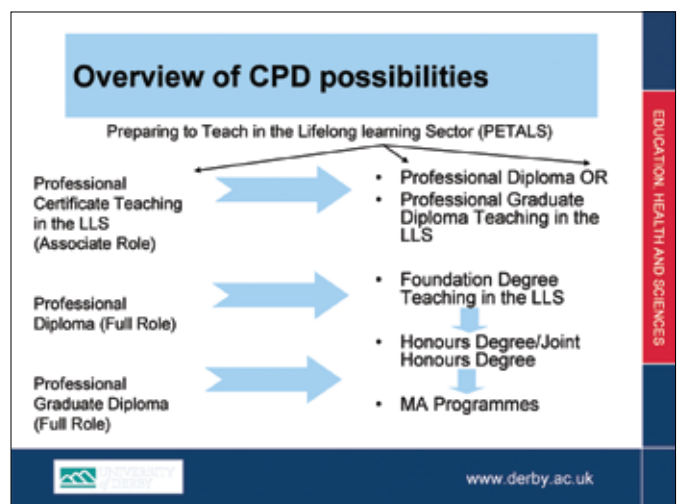 Overview of CPD possibilities
Preparing to Teach in the Lifelong learning Sector (PETALS)
Professional
Certificate Teaching
in the LLS
(Associate Role)
• Professional Diploma OR
• Professional Graduate
Diploma Teaching in the
LLS
Professional
Diploma (Full Role)
• Foundation Degree
Teaching in the LLS
• Honours Degree/Joint
Honours Degree
Professional
Graduate Diploma
(Full Role)
• MA Programmes
EDUCATION, HEALTH AND SCIENCES
UNIVERSITY
of DERBY
www.derby.ac.uk